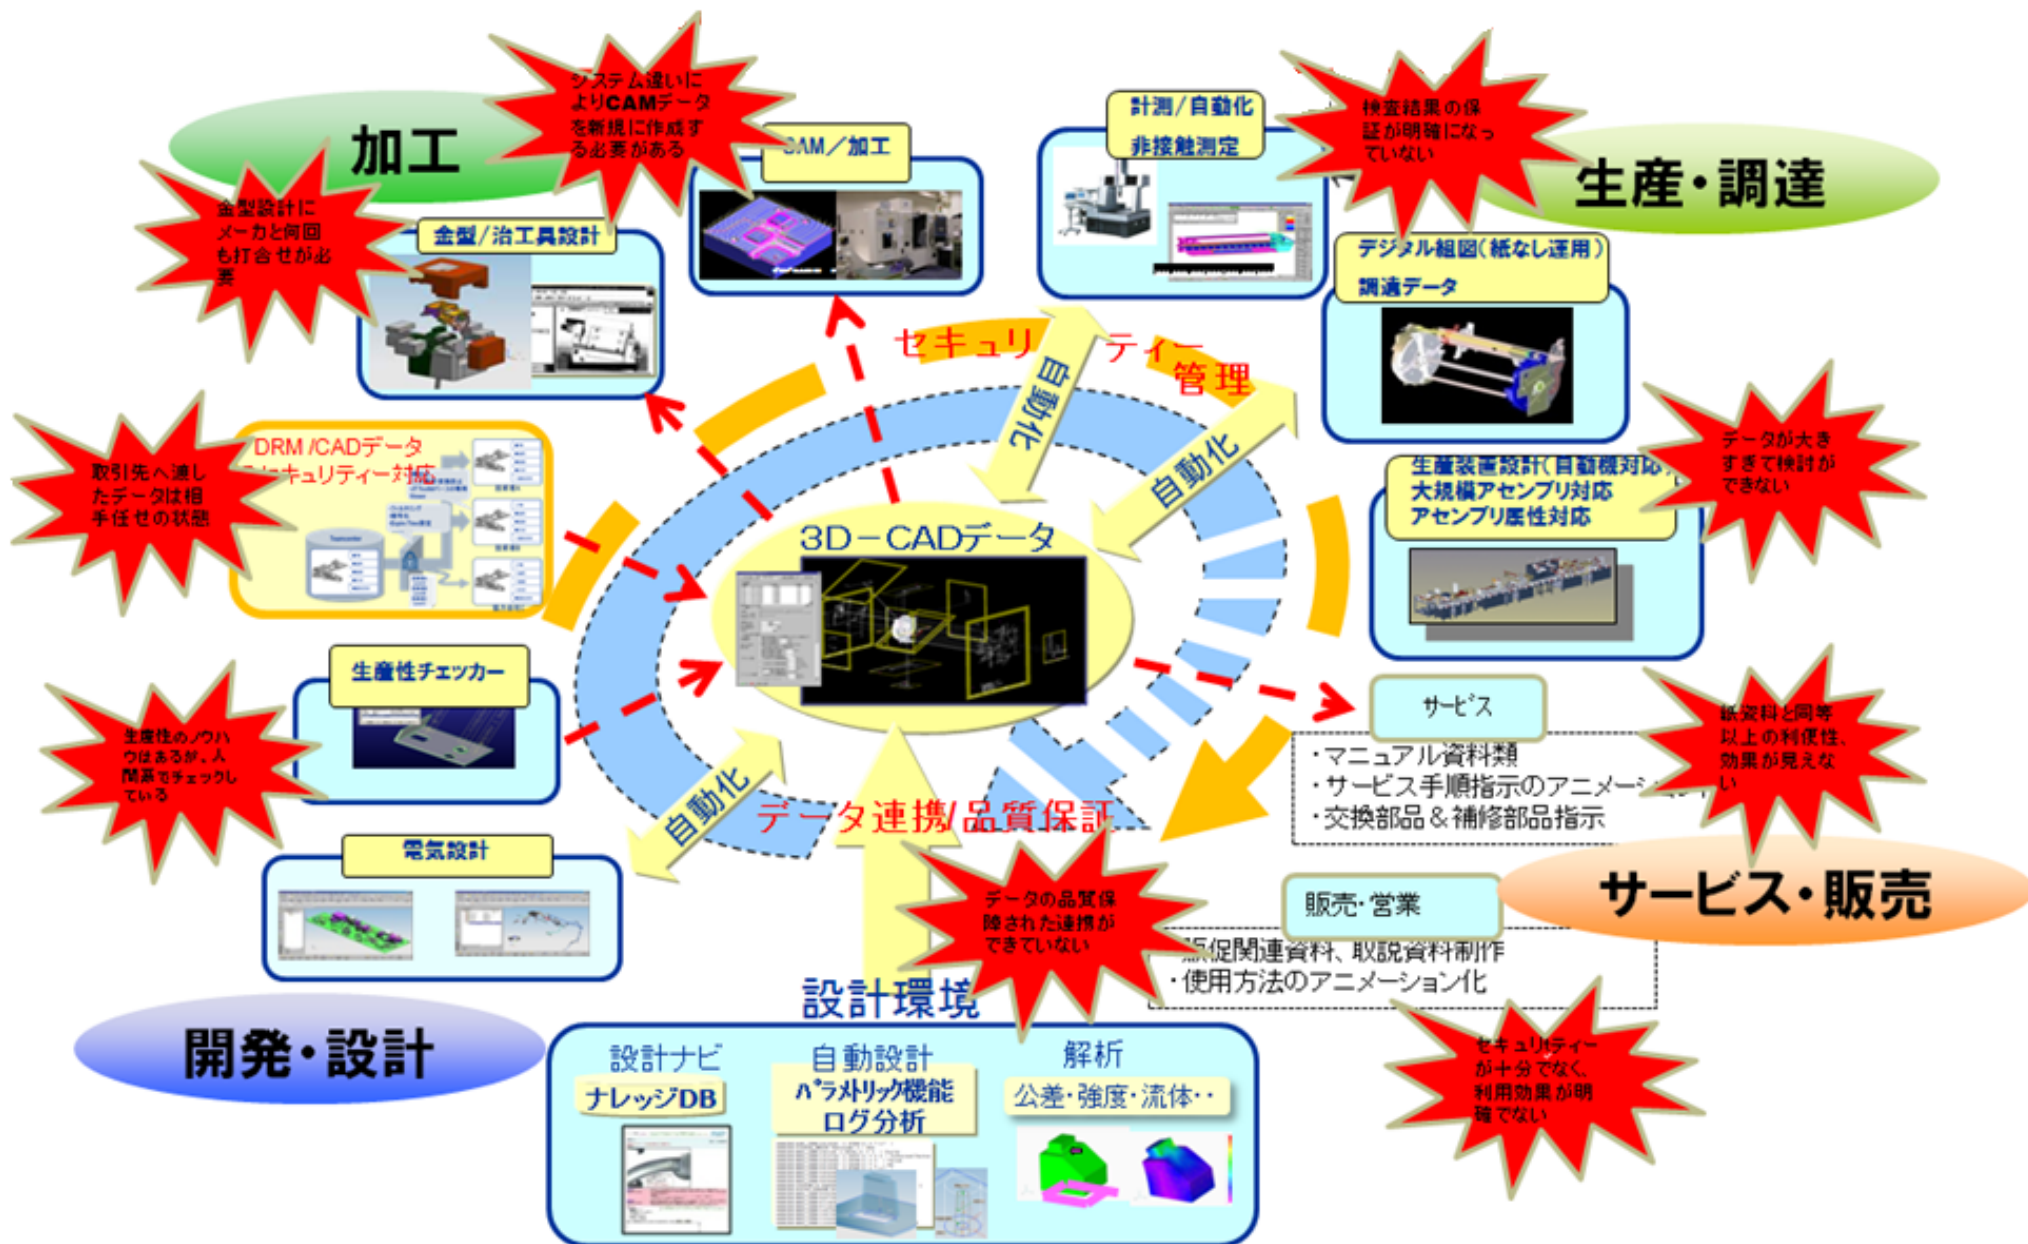 加工
システム違いに
よりCAMデータ
を新規に作成す
る必要がある
CAM／加工
計測/自動化
非接触測定
検査結果の保
証が明確になっ
ていない
生産・調達
金型設計に
メーカと何回
も打合せが必
要
金型/治工具設計
デジタル組図(紙なし運用)
調達データ
セキュリティー
管理
自動化
自動化
DRM/CADデータ
セキュリティー対応
取引先へ渡し
たデータは相
手任せの状態
Teamcenter
3D－CADデータ
生産装置設計(自動機対応)
大規模アセンブリ対応
アセンブリ属性対応
データが大き
すぎて検討が
できない
生産性チェッカー
生産性のノウハ
ウはあるが、人
間系でチェックし
ている
サービス
・マニュアル資料類
・サービス手順指示のアニメーション
・交換部品＆補修部品指示
紙資料と同等
以上の利便性、
効果が見えな
い
自動化
データ連携/品質保証
電気設計
データの品質保
障された連携が
できていない
販売・営業
・販促関連資料、取説資料制作
・使用方法のアニメーション化
サービス・販売
開発・設計
設計環境
設計ナビ
ナレッジDB
自動設計
パラメトリック機能
ログ分析
解析
公差・強度・流体・・
セキュリティー
が十分でなく、
利用効果が明
確でない